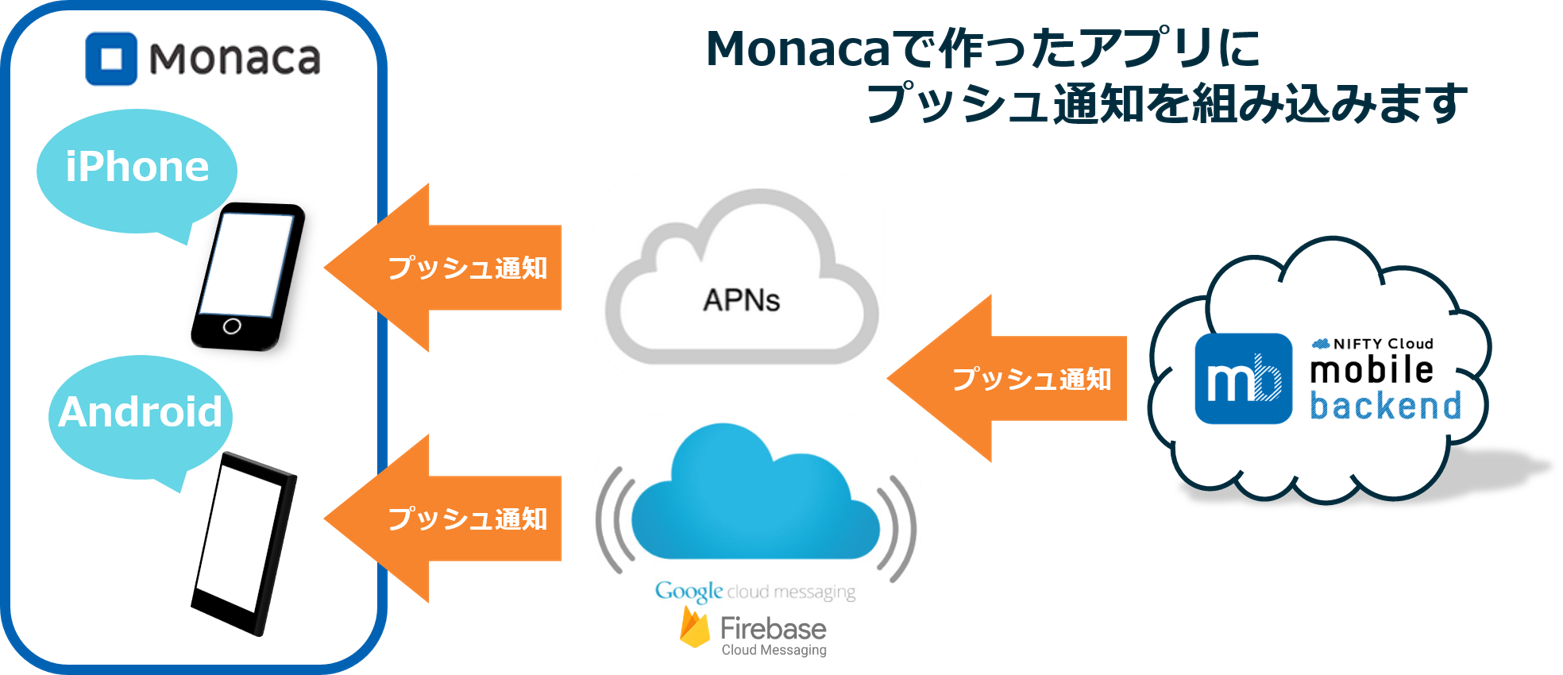 Monaca
Monacaで作ったアプリに
プッシュ通知を組み込みます
iPhone
プッシュ通知
APNs
プッシュ通知
mb
NIFTY Cloud
mobile
backend
Android
プッシュ通知
Google cloud messaging
Firebase
Cloud Messaging